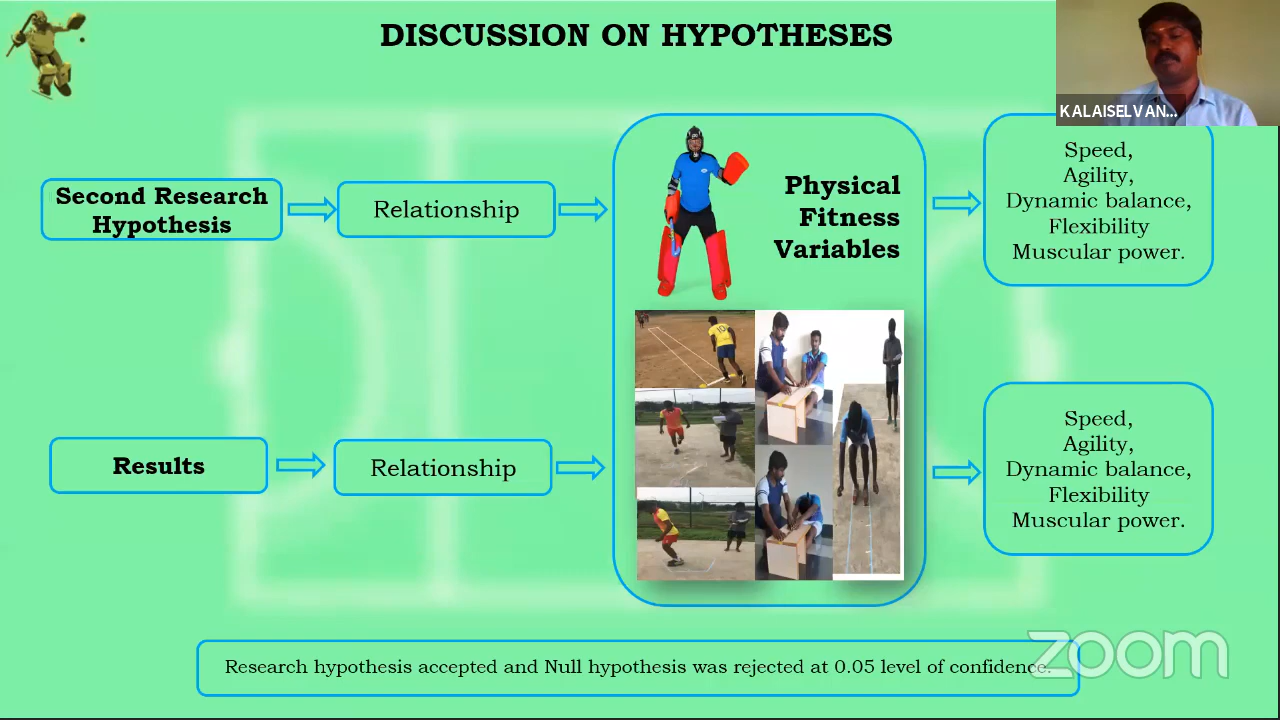 DISCUSSION ON HYPOTHESES
KALAISELVAN...
Second Research
Hypothesis
Relationship
Physical
Fitness
Variables
Speed,
Agility,
Dynamic balance,
Flexibility
Muscular power.
Results
Relationship
Speed,
Agility,
Dynamic balance,
Flexibility
Muscular power.
Research hypothesis accepted and Null hypothesis was rejected at 0.05 level of confidence.
zoom